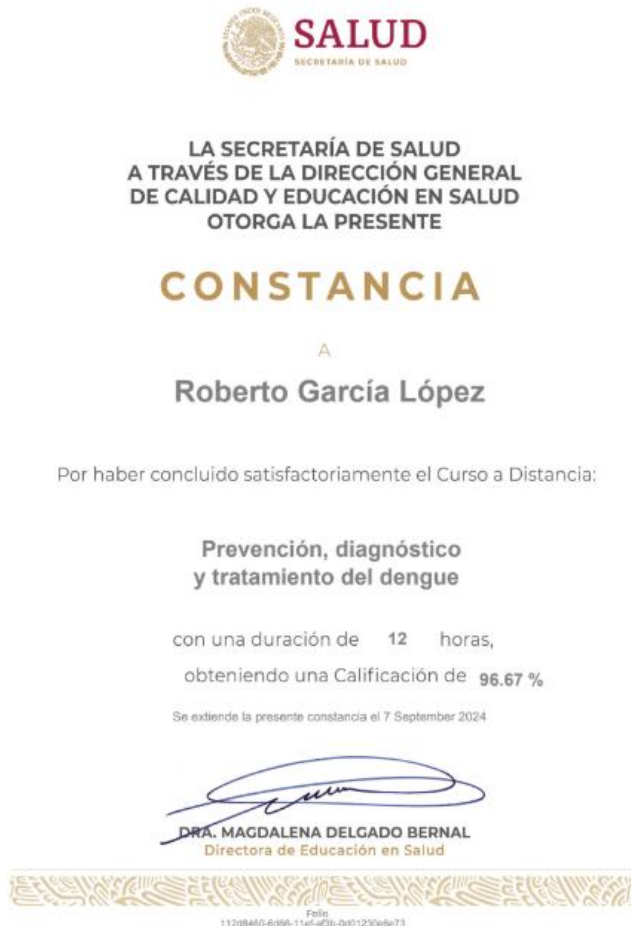 SALUD
SECRETARÍA DE SALUD
LA SECRETARÍA DE SALUD
A TRAVÉS DE LA DIRECCIÓN GENERAL
DE CALIDAD Y EDUCACIÓN EN SALUD
OTORGA LA PRESENTE
CONSTANCIA
A
Roberto García López
Por haber concluido satisfactoriamente el Curso a Distancia:
Prevención, diagnóstico
y tratamiento del dengue
con una duración de 12 horas,
obteniendo una Calificación de 96.67 %
Se extiende la presente constancia el 7 September 2024
DRA. MAGDALENA DELGADO BERNAL
Directora de Educación en Salud
Folio